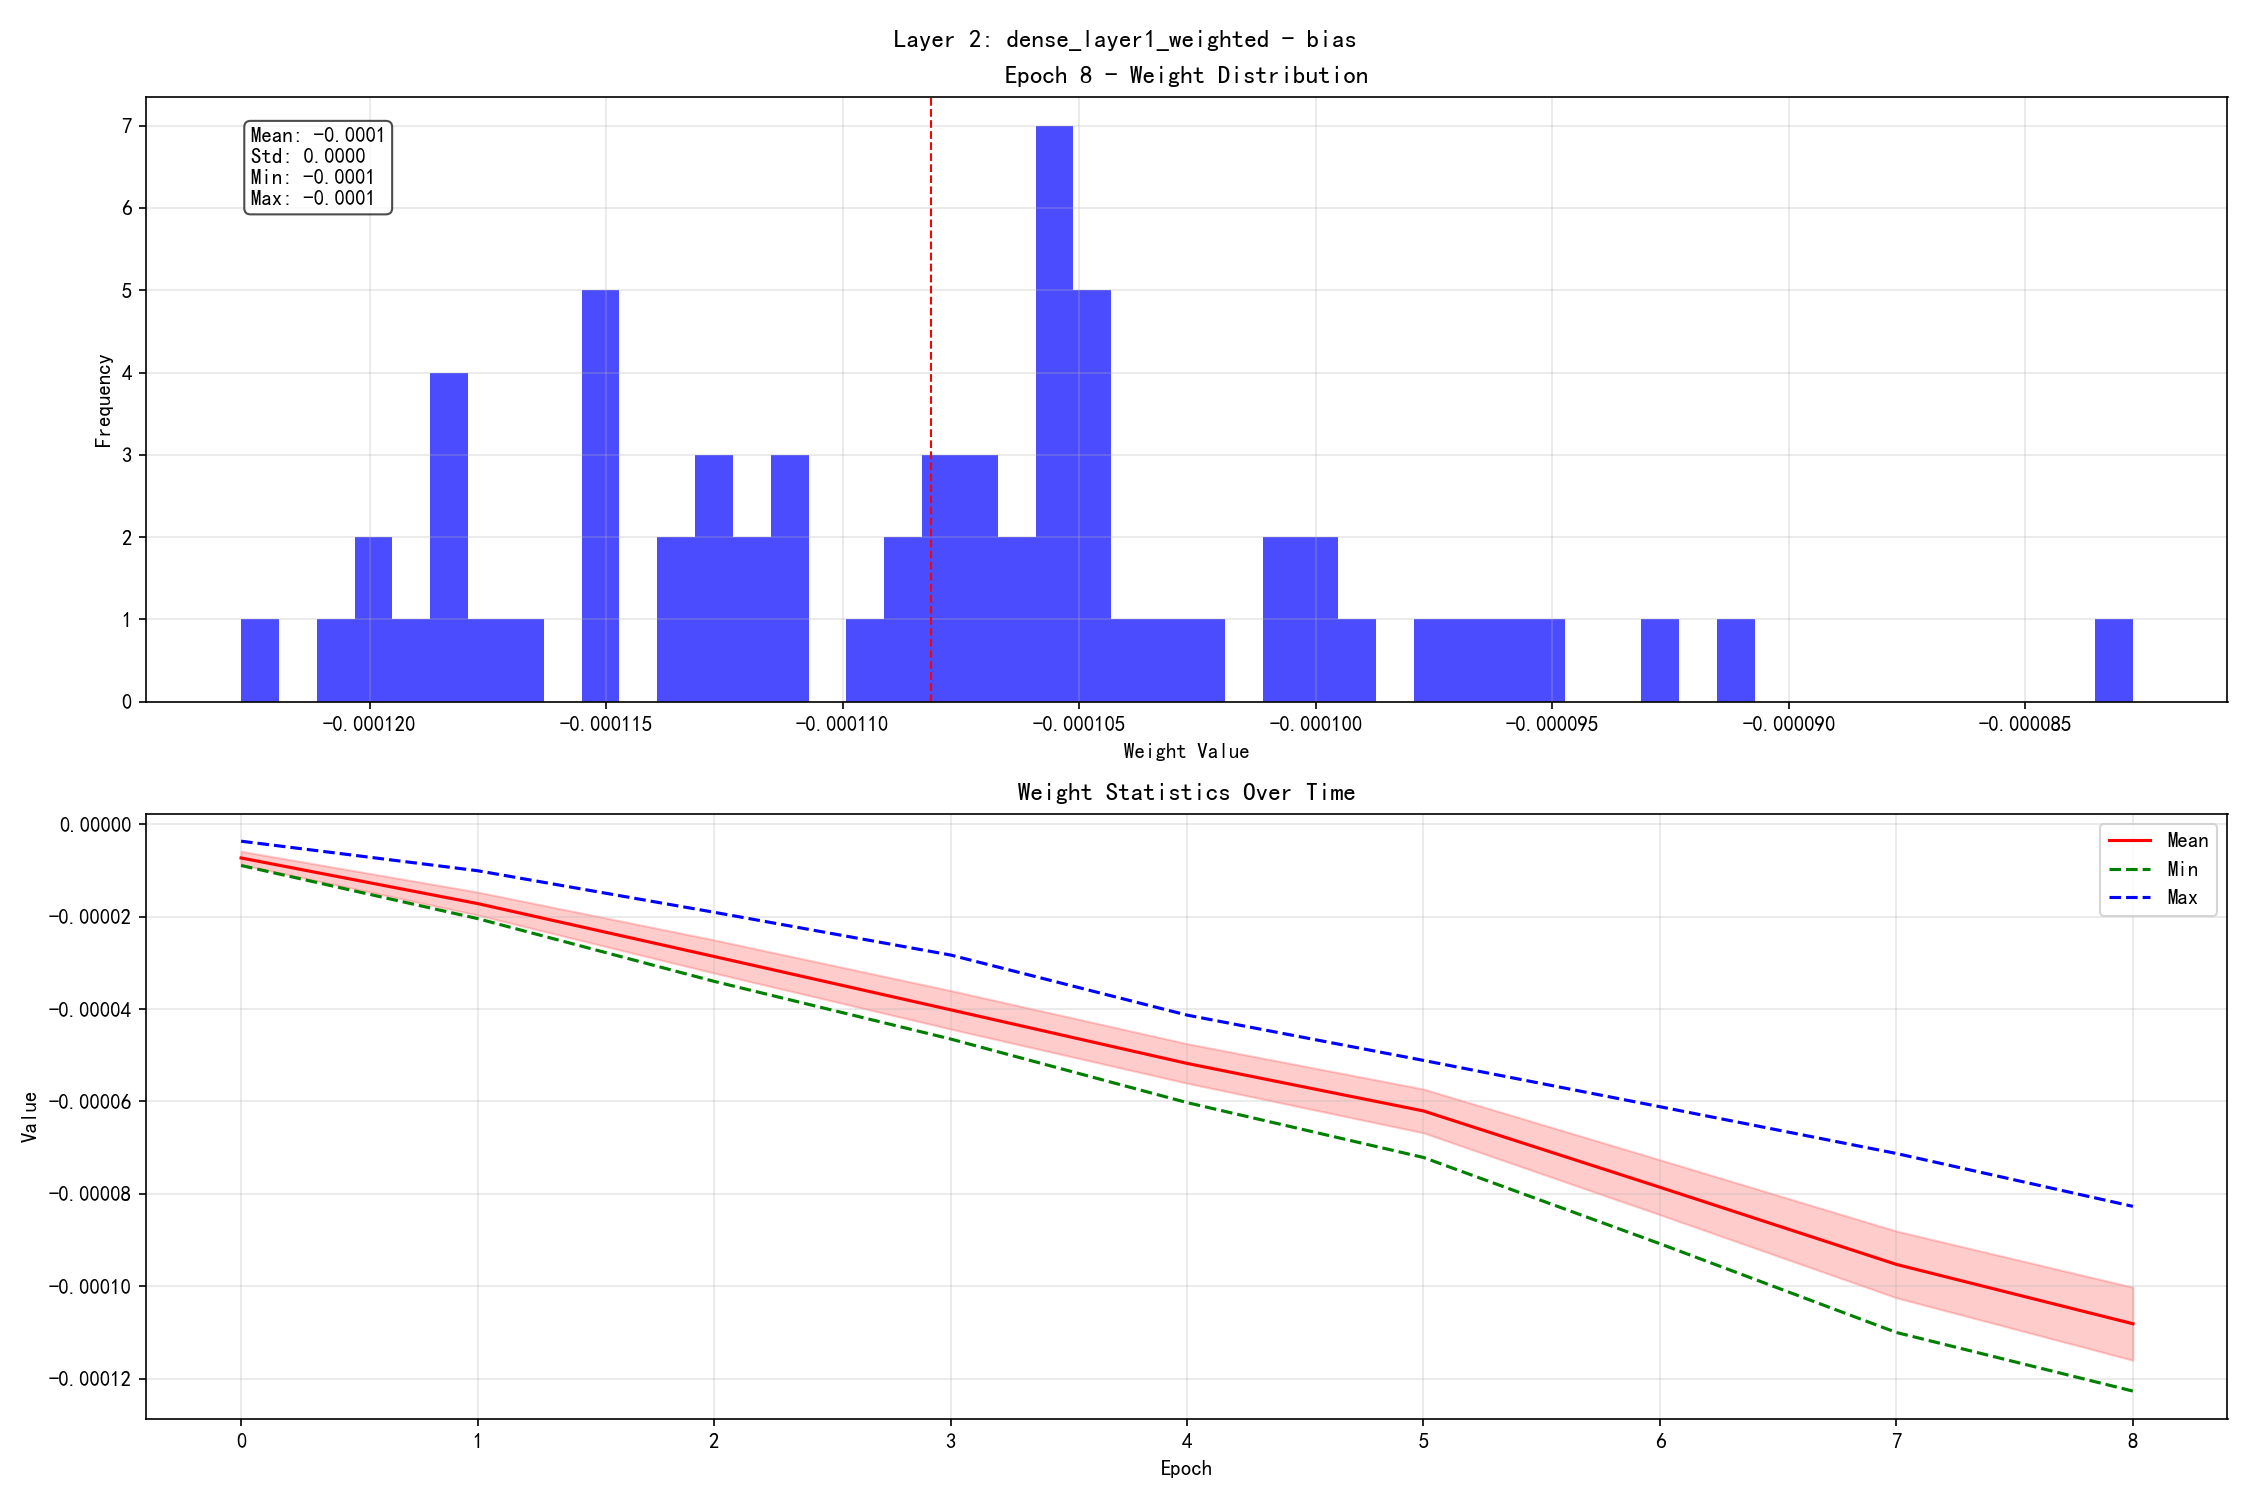 Layer 2: dense_layer1_weighted - bias
Epoch 8 - Weight Distribution
Mean: -0.0001
Std: 0.0000
Min: -0.0001
Max: -0.0001
7
6
5
4
3
2
1
0
Frequency
-0.000120 -0.000115 -0.000110 -0.000105 -0.000100 -0.000095 -0.000090 -0.000085
Weight Value
Weight Statistics Over Time
Mean
Min
Max
0.00000
-0.00002
-0.00004
-0.00006
-0.00008
-0.00010
-0.00012
Value
0 1 2 3 4 5 6 7 8
Epoch